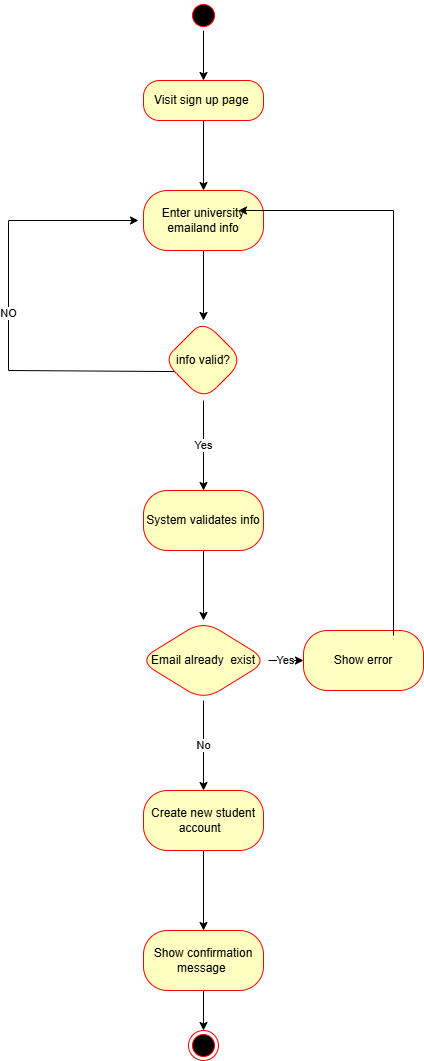 Visit sign up page
Enter university
emailand info
NO
info valid?
Yes
System validates info
Email already  exist
Yes
Show error
No
Create new student
account
Show confirmation
message